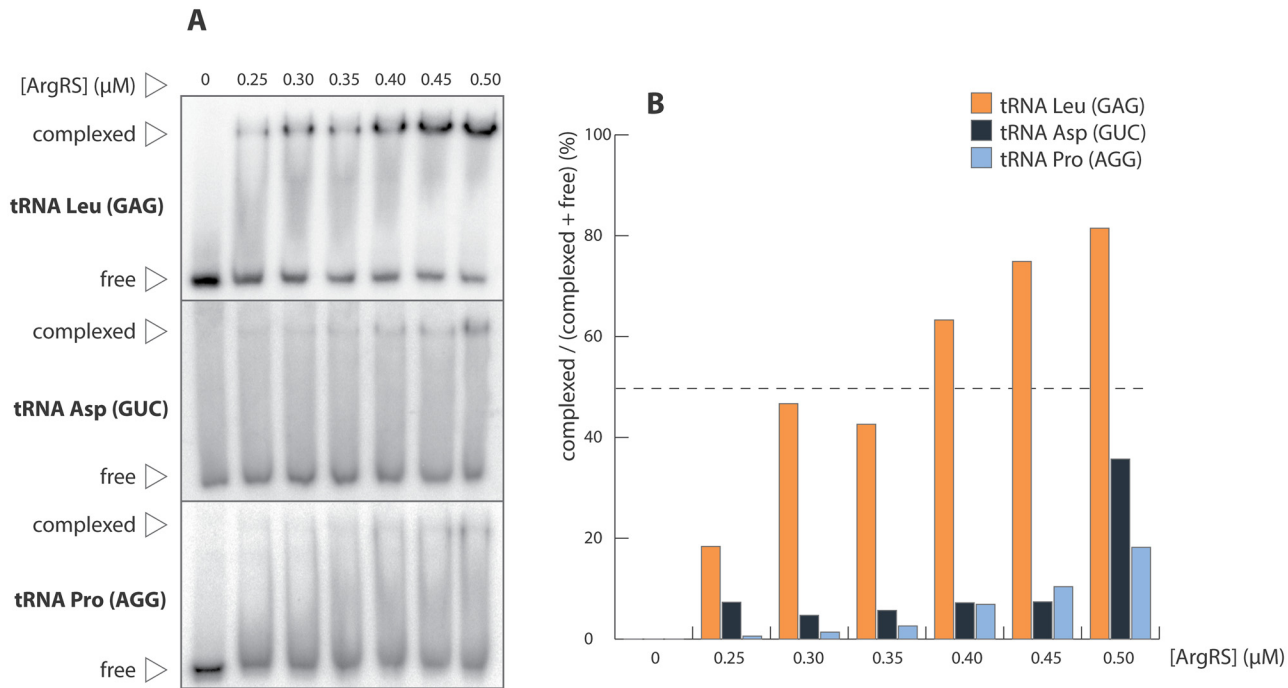 A
[ArgRS] (µM) 0 0.25 0.30 0.35 0.40 0.45 0.50
complexed
tRNA Leu (GAG)
free
complexed
tRNA Asp (GUC)
free
complexed
tRNA Pro (AGG)
free
B
tRNA Leu (GAG)
tRNA Asp (GUC)
tRNA Pro (AGG)
complexed / (complexed + free) (%)
100
80
60
40
20
0
0 0.25 0.30 0.35 0.40 0.45 0.50 [ArgRS] (µM)